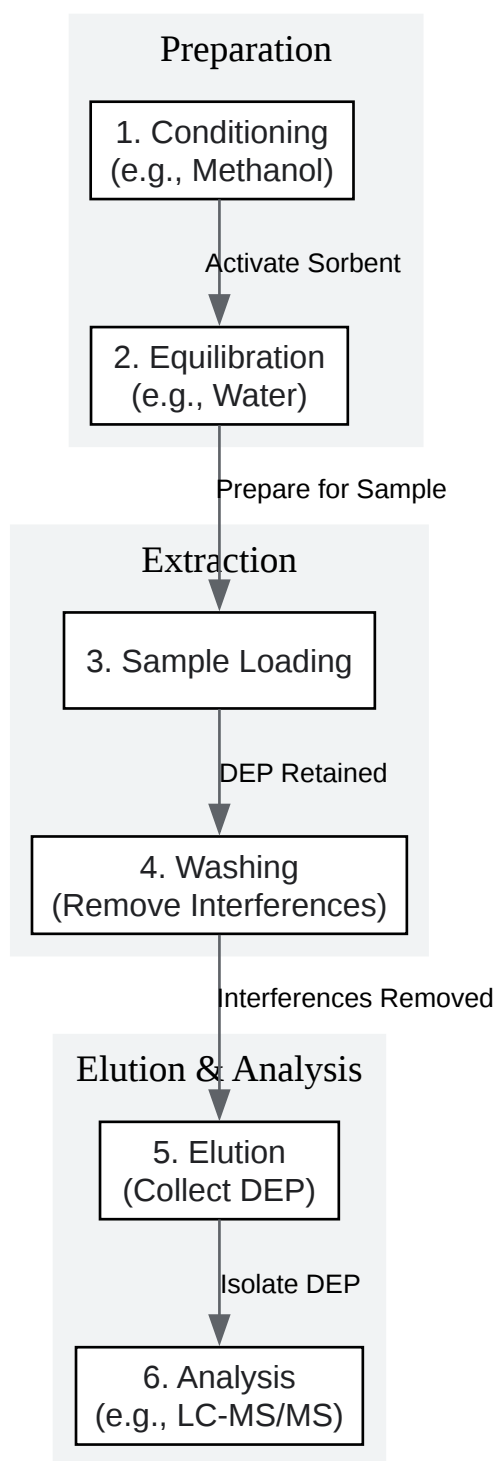 Preparation
1. Conditioning
(e.g., Methanol)
Activate Sorbent
2. Equilibration
(e.g., Water)
Prepare for Sample
Extraction
3. Sample Loading
DEP Retained
4. Washing
(Remove Interferences)
Interferences Removed
Elution & Analysis
5. Elution
(Collect DEP)
Isolate DEP
6. Analysis
(e.g., LC-MS/MS)